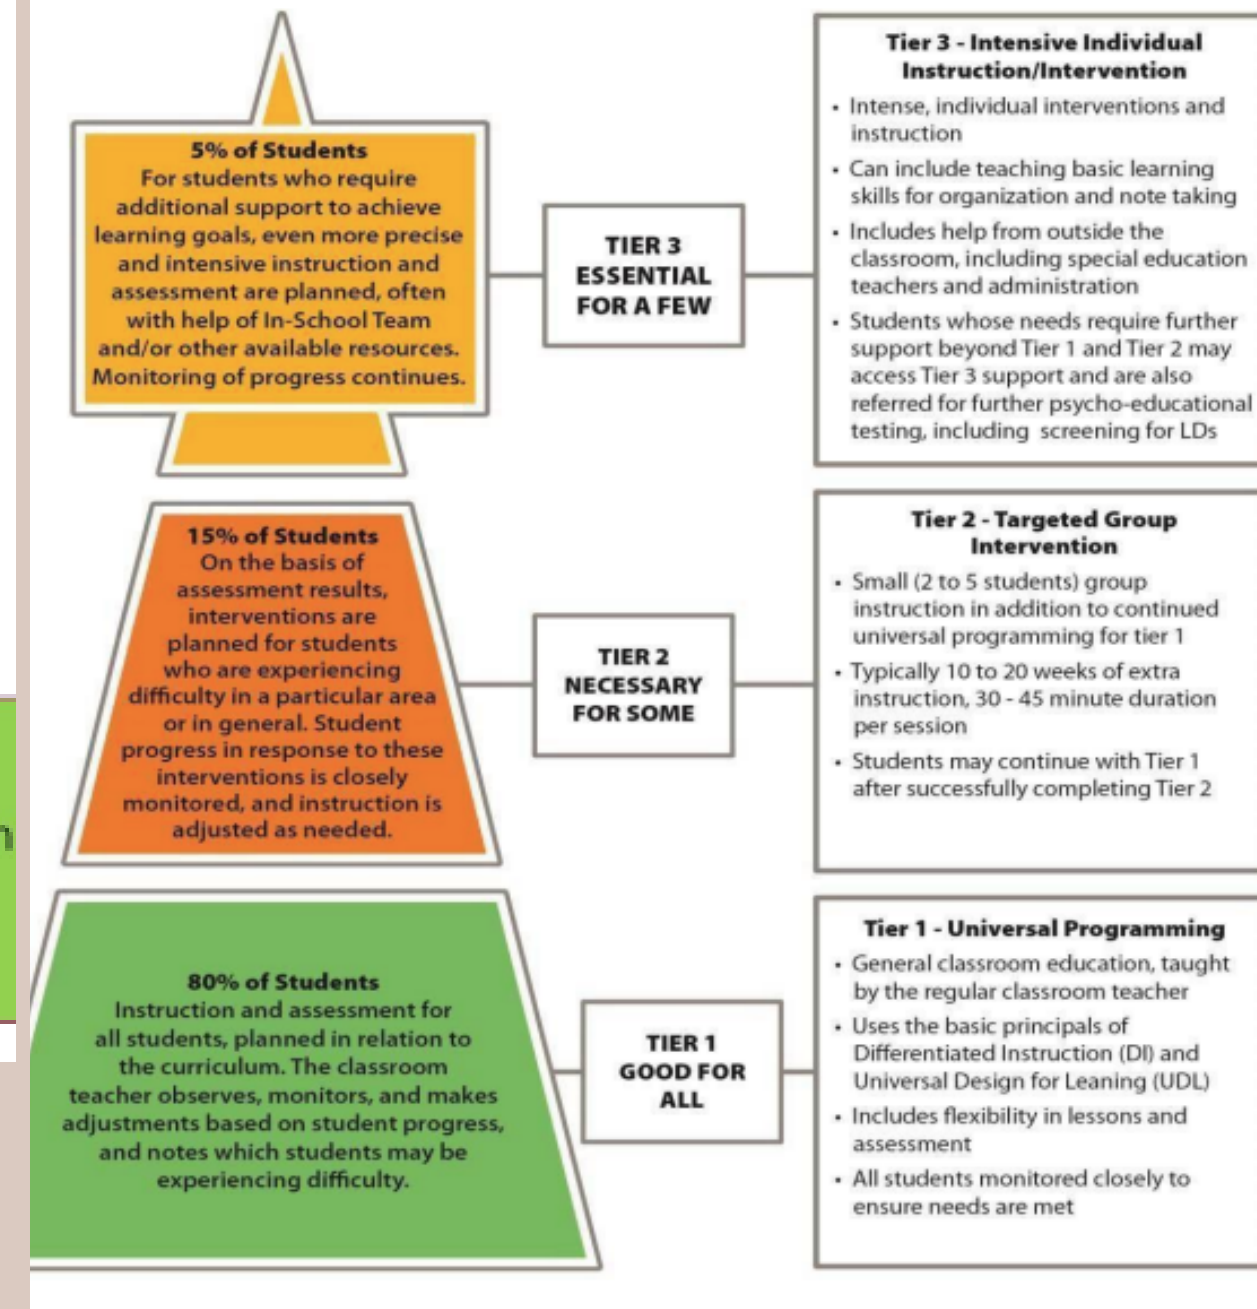 5% of Students
For students who require
additional support to achieve
learning goals, even more precise
and intensive instruction and
assessment are planned, often
with help of In-School Team
and/or other available resources.
Monitoring of progress continues.
TIER 3
ESSENTIAL
FOR A FEW
Tier 3 - Intensive Individual
Instruction/Intervention
• Intense, individual interventions and
instruction
• Can include teaching basic learning
skills for organization and note taking
• Includes help from outside the
classroom, including special education
teachers and administration
• Students whose needs require further
support beyond Tier 1 and Tier 2 may
access Tier 3 support and are also
referred for further psycho-educational
testing, including screening for LDs
15% of Students
On the basis of
assessment results,
interventions are
planned for students
who are experiencing
difficulty in a particular area
or in general. Student
progress in response to these
interventions is closely
monitored, and instruction is
adjusted as needed.
TIER 2
NECESSARY
FOR SOME
Tier 2 - Targeted Group
Intervention
• Small (2 to 5 students) group
instruction in addition to continued
universal programming for tier 1
• Typically 10 to 20 weeks of extra
instruction, 30 - 45 minute duration
per session
• Students may continue with Tier 1
after successfully completing Tier 2
80% of Students
Instruction and assessment for
all students, planned in relation to
the curriculum. The classroom
teacher observes, monitors, and makes
adjustments based on student progress,
and notes which students may be
experiencing difficulty.
TIER 1
GOOD FOR
ALL
Tier 1 - Universal Programming
• General classroom education, taught
by the regular classroom teacher
• Uses the basic principals of
Differentiated Instruction (DI) and
Universal Design for Leaning (UDL)
• Includes flexibility in lessons and
assessment
• All students monitored closely to
ensure needs are met